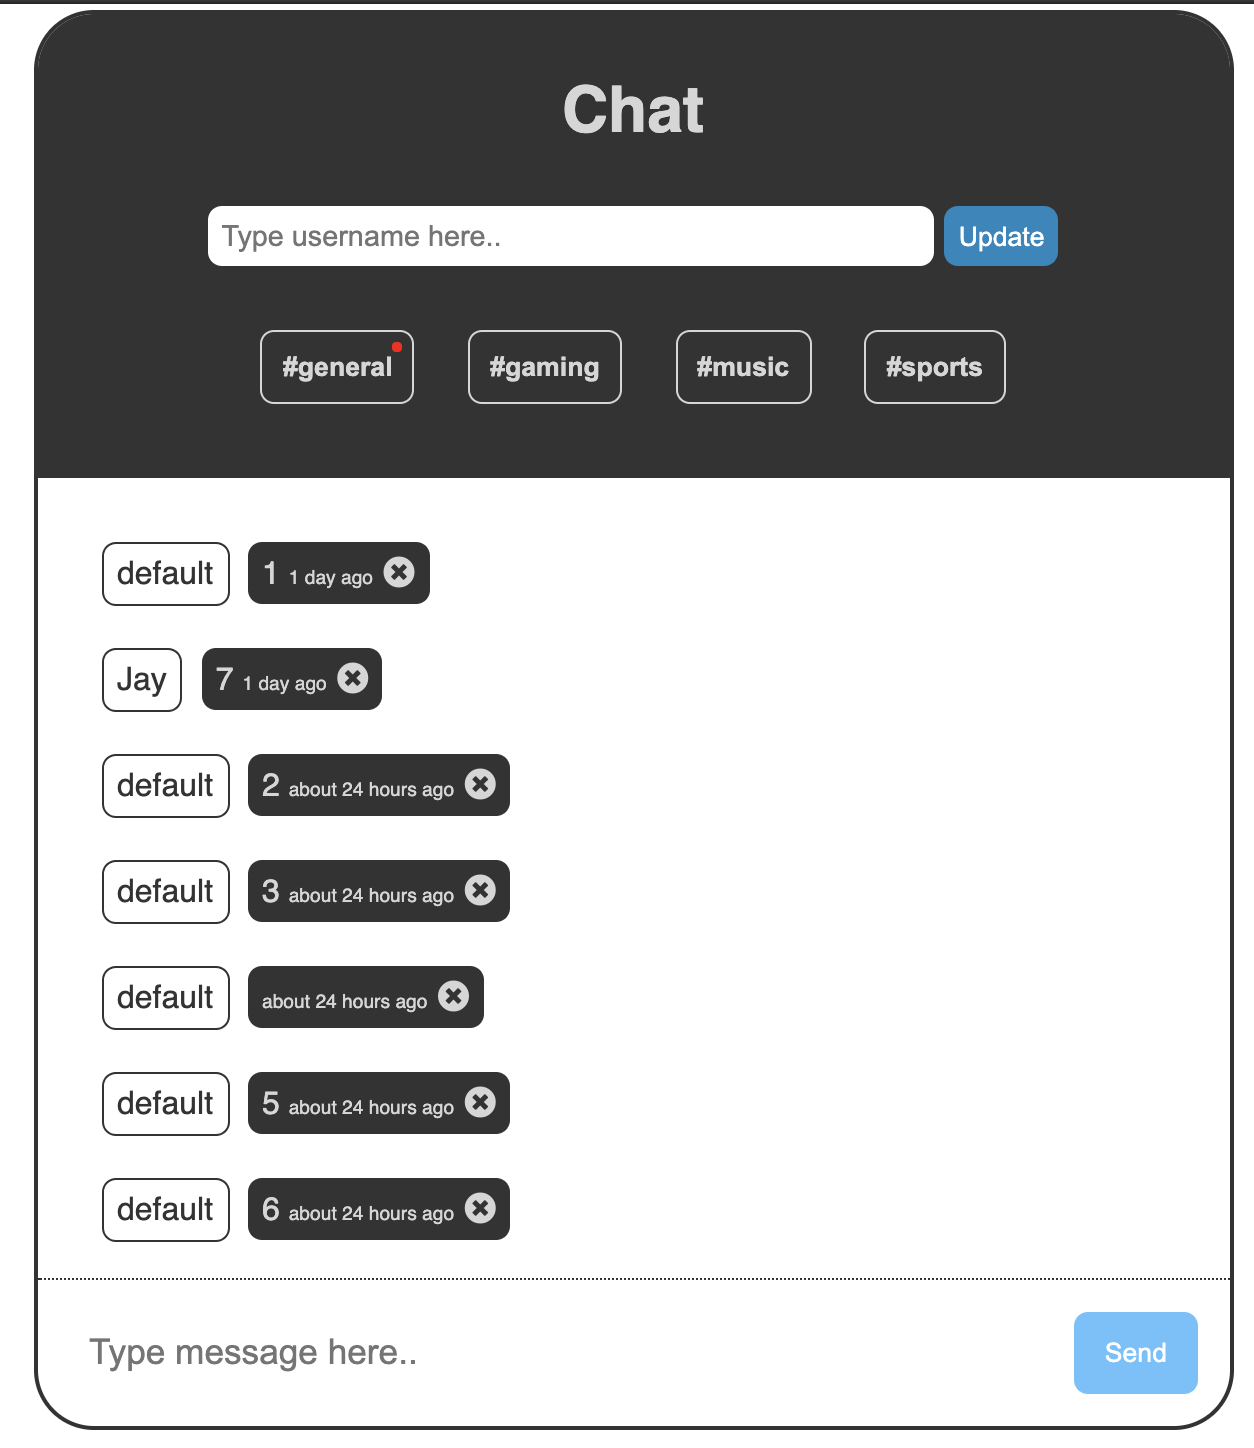 Chat
Type username here..
Update
#general
#gaming
#music
#sports
default
1 1 day ago
Jay
7 1 day ago
default
2 about 24 hours ago
default
3 about 24 hours ago
default
about 24 hours ago
default
5 about 24 hours ago
default
6 about 24 hours ago
Type message here..
Send